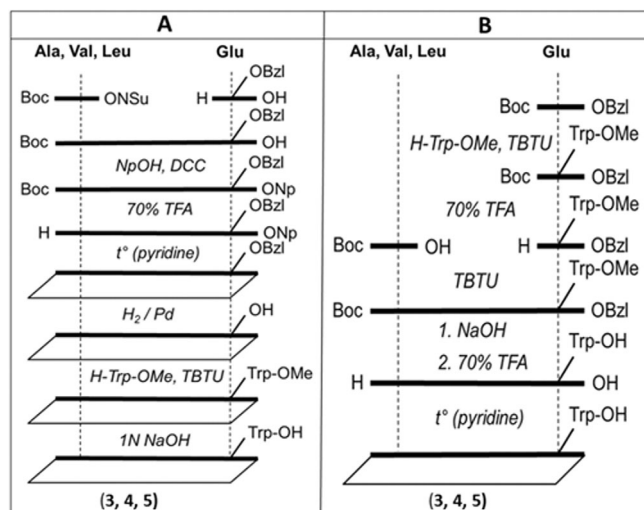 A
Ala, Val, Leu Glu
OBzl
Boc ONSu H OH
OBzl
Boc OH
NpOH, DCC OBzl
Boc ONp
70% TFA OBzl
H ONp
t° (pyridine) OBzl
H2 / Pd OH
H-Trp-OMe, TBTU Trp-OMe
1N NaOH Trp-OH
(3, 4, 5)
B
Ala, Val, Leu Glu
Boc OBzl
H-Trp-OMe, TBTU Trp-OMe
Boc OBzl
70% TFA Trp-OMe
Boc OH H OBzl
TBTU Trp-OMe
Boc OBzl
1. NaOH
2. 70% TFA Trp-OH
H OH
t° (pyridine) Trp-OH
(3, 4, 5)